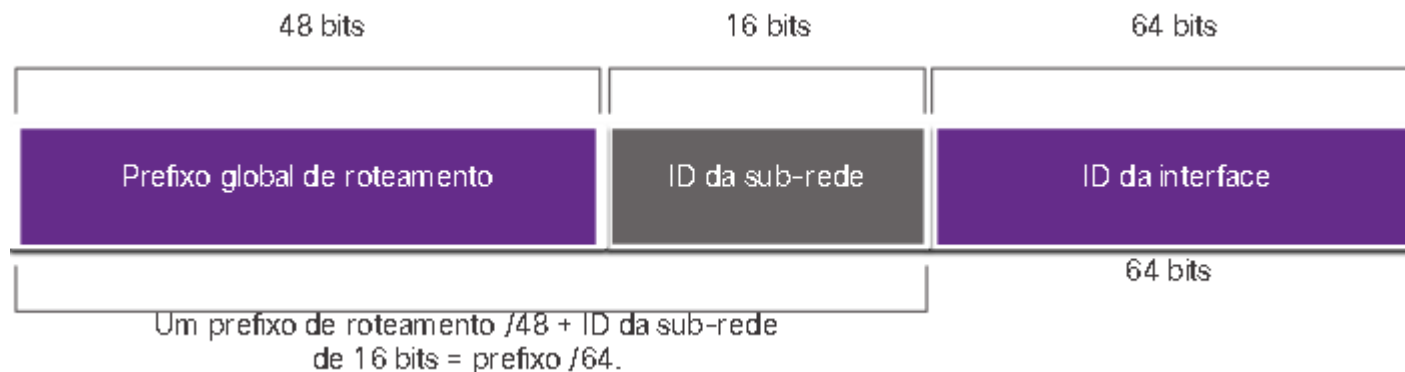 48 bits
16 bits
64 bits
Prefixo global de roteamento
ID da sub-rede
ID da interface
64 bits
Um prefixo de roteamento /48 + ID da sub-rede
de 16 bits = prefixo /64.